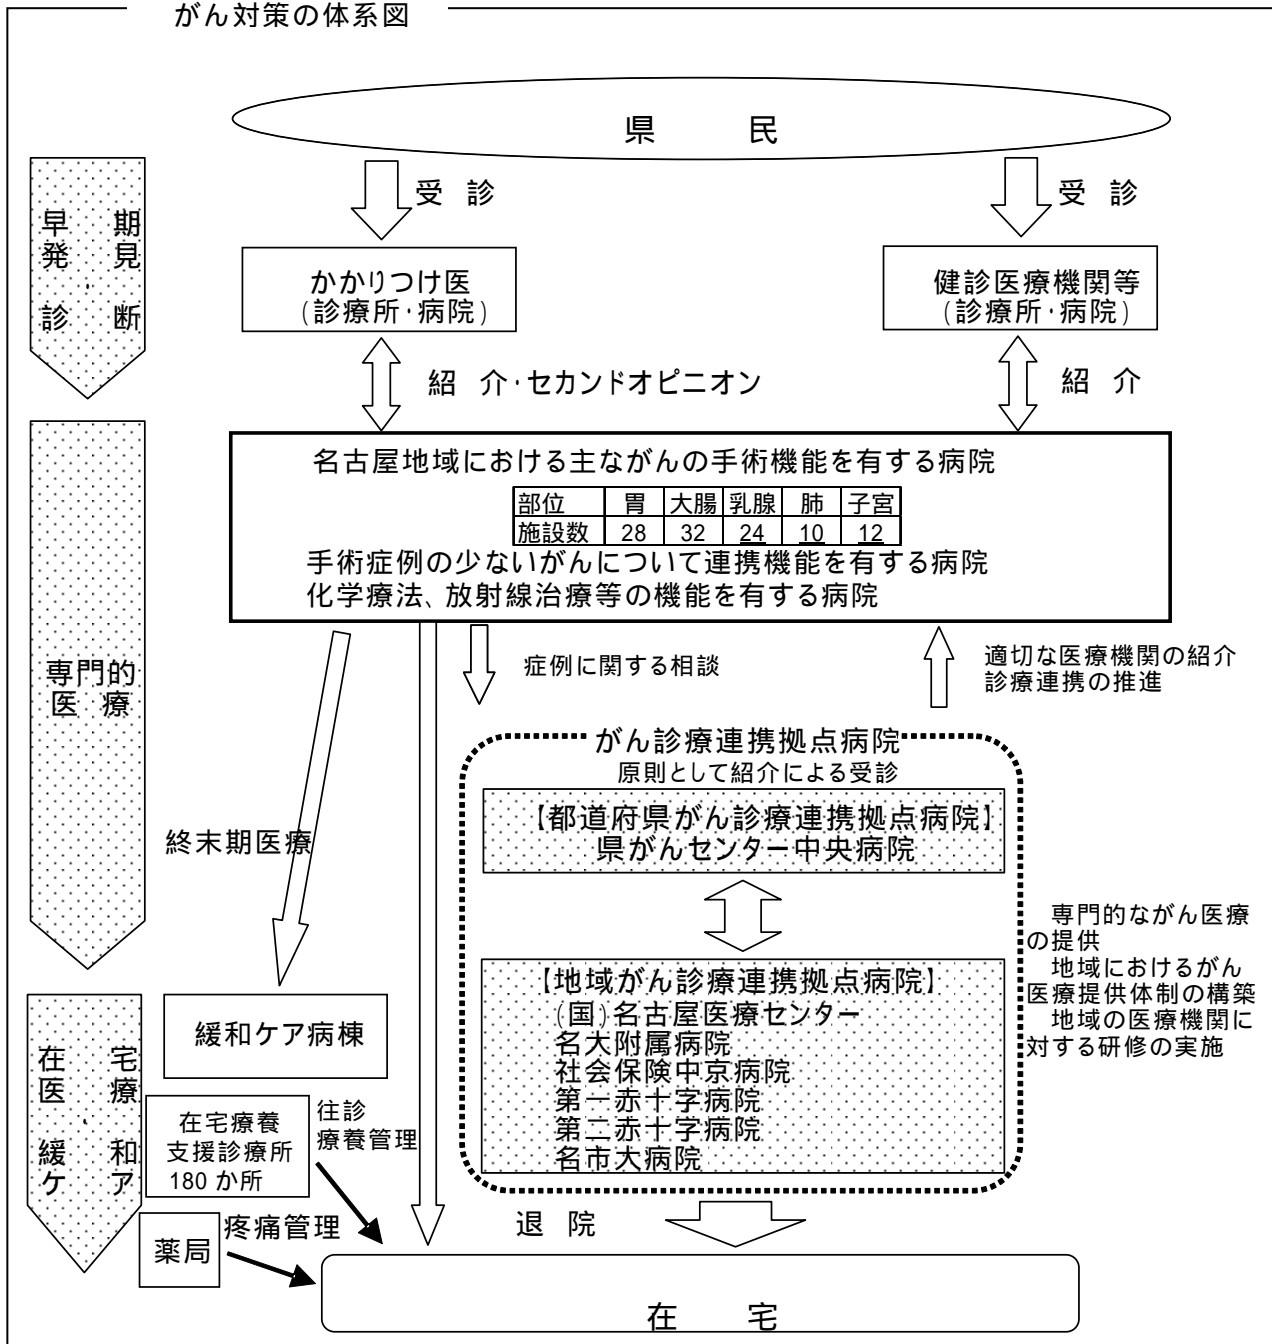 がん対策の体系図
県 民
受 診
受 診
早 期
発 見
・
診 断
かかりつけ医
(診療所・病院)
健診医療機関等
(診療所・病院)
紹 介・セカンドオピニオン
紹 介
名古屋地域における主ながんの手術機能を有する病院
部位 胃 大腸 乳腺 肺 子宮
施設数 28 32 24 10 12
手術症例の少ないがんについて連携機能を有する病院
化学療法、放射線治療等の機能を有する病院
専門的
医 療
症例に関する相談
適切な医療機関の紹介
診療連携の推進
がん診療連携拠点病院
原則として紹介による受診
【都道府県がん診療連携拠点病院】
県がんセンター中央病院
終末期医療
専門的ながん医療
の提供
地域におけるがん
医療提供体制の構築
地域の医療機関に
対する研修の実施
【地域がん診療連携拠点病院】
(国)名古屋医療センター
名大附属病院
社会保険中京病院
第一赤十字病院
第二赤十字病院
名市大病院
在 宅
医 療
・
緩 和
ケ ア
緩和ケア病棟
在宅療養
支援診療所
180 か所
往診
療養管理
薬局
疼痛管理
退 院
在 宅